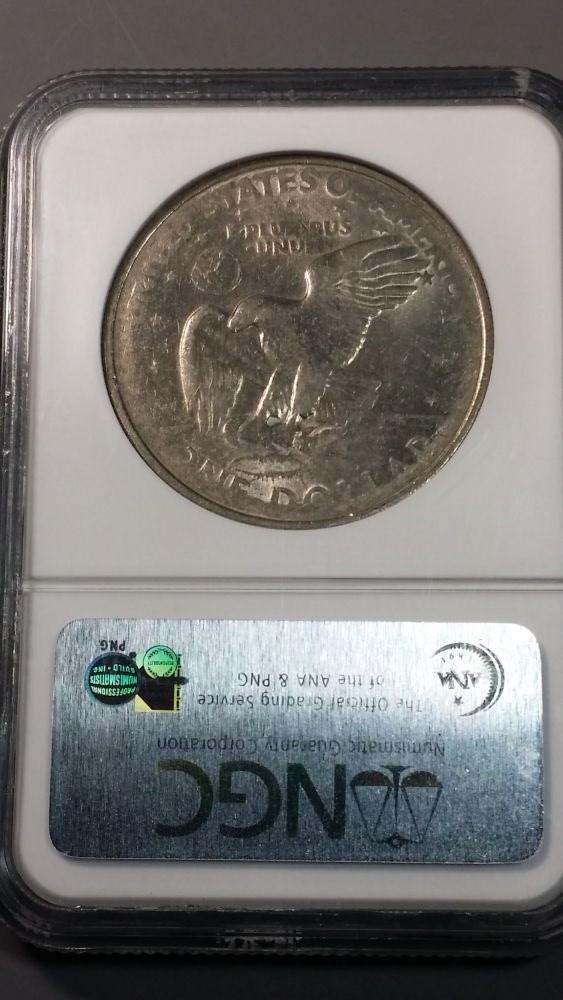 UNITED STATES OF AMERICA
E PLURIBUS
UNUM
ONE DOLLAR
NGC
Numismatic Guaranty Corporation
The Official Grading Service
of the ANA & PNG
ANA
1891
PROFESSIONAL
NUMISMATISTS
GUILD • INC.
PNG